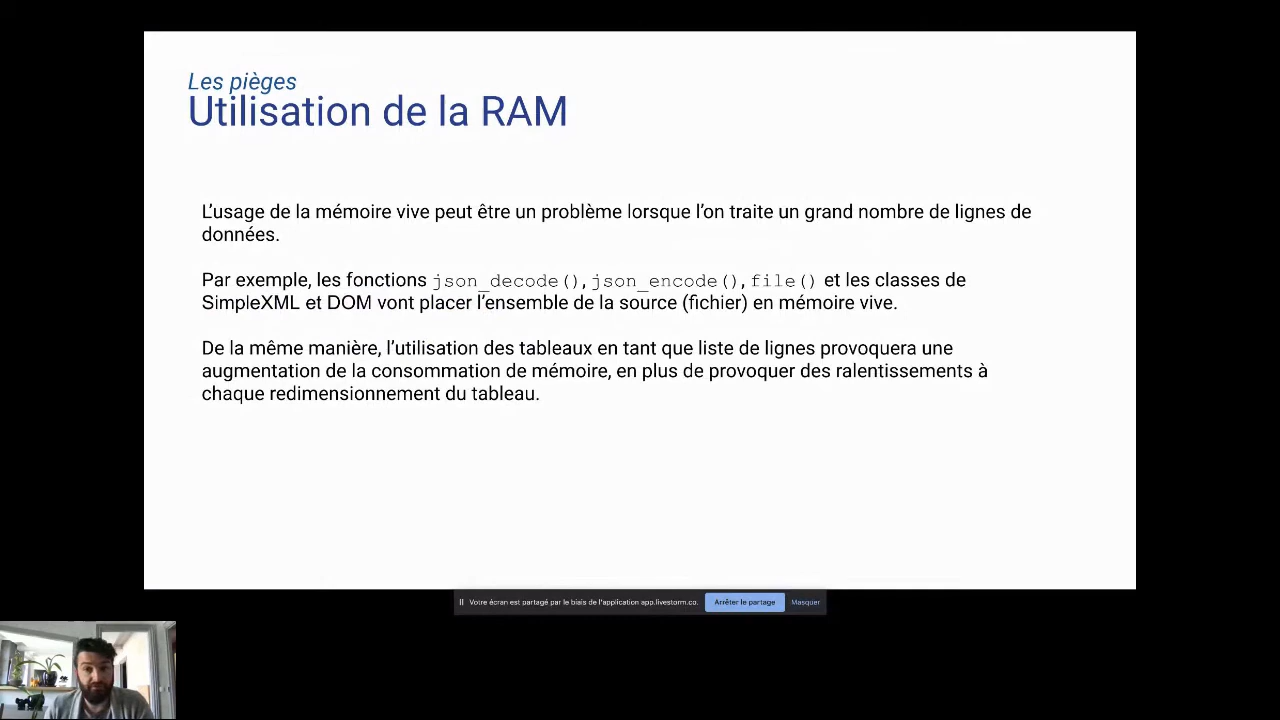 Les pièges
Utilisation de la RAM
L’usage de la mémoire vive peut être un problème lorsque l’on traite un grand nombre de lignes de
données.
Par exemple, les fonctions json_decode(), json_encode(), file() et les classes de
SimpleXML et DOM vont placer l’ensemble de la source (fichier) en mémoire vive.
De la même manière, l’utilisation des tableaux en tant que liste de lignes provoquera une
augmentation de la consommation de mémoire, en plus de provoquer des ralentissements à
chaque redimensionnement du tableau.
Votre écran est partagé par le biais de l'application app.livestorm.co. Arrêter le partage Masquer